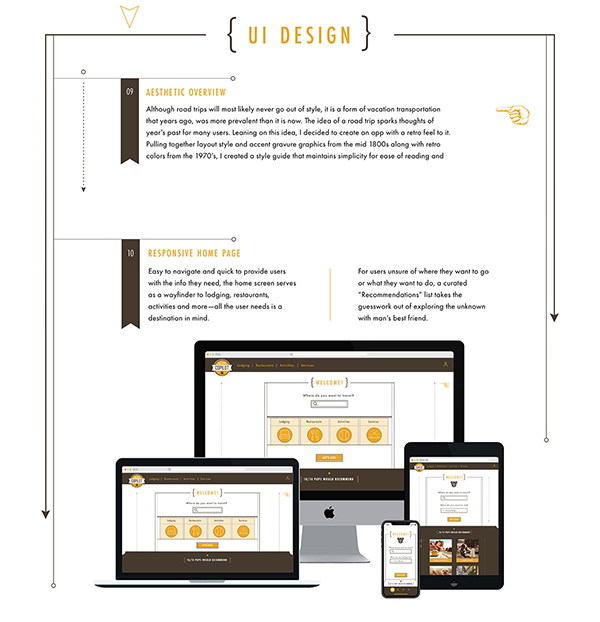 { UI DESIGN }
09
AESTHETIC OVERVIEW
Although road trips will most likely never go out of style, it is a form of vacation transportation
that years ago, was more prevalent than it is now. The idea of a road trip sparks thoughts of
year's past for many users. Leaning on this idea, I decided to create an app with a retro feel to it.
Pulling together layout style and accent gravure graphics from the mid 1800s along with retro
colors from the 1970's, I created a style guide that maintains simplicity for ease of reading and
10
RESPONSIVE HOME PAGE
Easy to navigate and quick to provide users
with the info they need, the home screen serves
as a wayfinder to lodging, restaurants,
activities and more—all the user needs is a
destination in mind.
For users unsure of where they want to go
or what they want to do, a curated
"Recommendations" list takes the
guesswork out of exploring the unknown
with man's best friend.
COPILOT
Lodging | Restaurants | Activities | Services
{ WELCOME! }
Where do you want to travel?
Lodging Restaurants Activities Services
LET'S GO!
10/10 PUPS WOULD RECOMMEND
COPILOT
Lodging | Restaurants | Activities | Services
{ WELCOME! }
Where do you want to travel?
Lodging Restaurants Activities Services
10/10 PUPS WOULD RECOMMEND
{ WELCOME! }
{ WELCOME! }
Where do you want to travel?
10/10 PUPS WOULD RECOMMEND